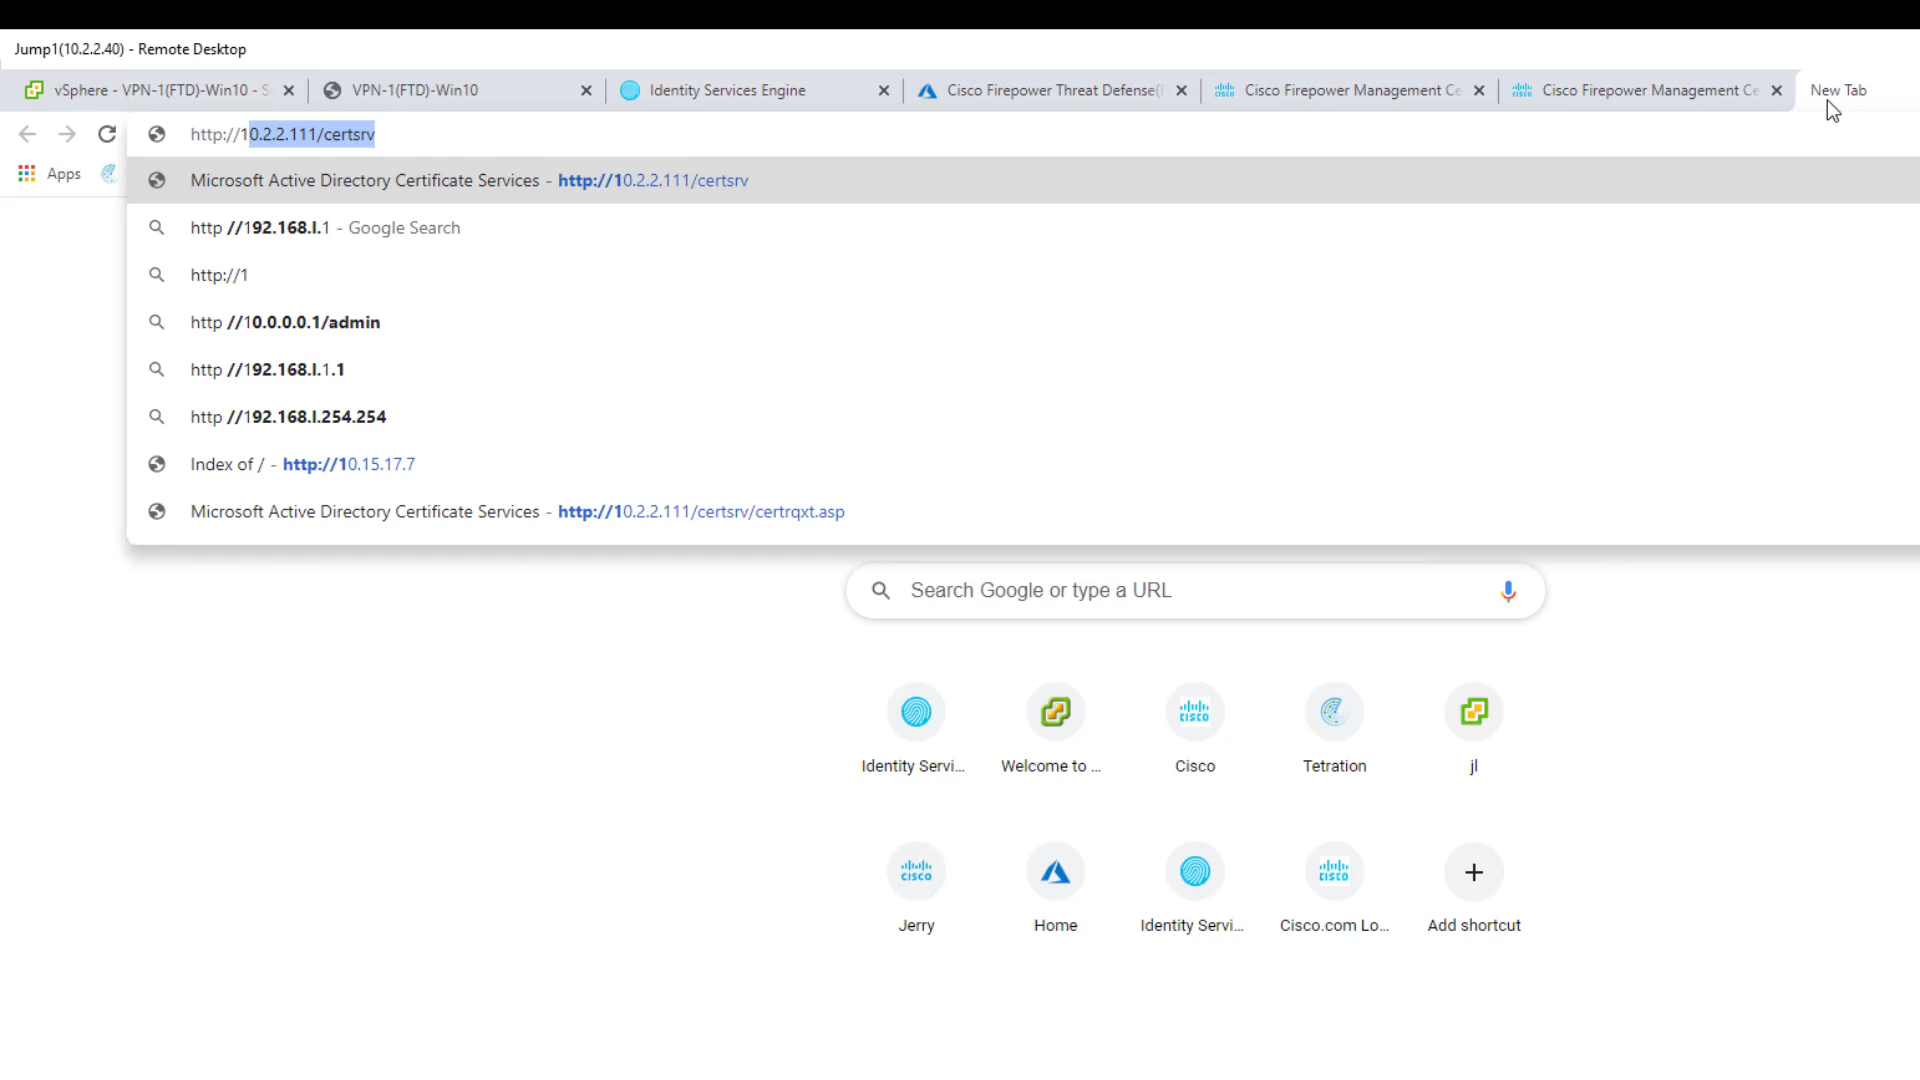 Jump1(10.2.2.40) - Remote Desktop
vSphere - VPN-1(FTD)-Win10 - S
VPN-1(FTD)-Win10
Identity Services Engine
Cisco Firepower Threat Defense(F
Cisco Firepower Management Ce
Cisco Firepower Management Ce
New Tab
http://10.2.2.111/certsrv
Apps
Microsoft Active Directory Certificate Services - http://10.2.2.111/certsrv
http //192.168.l.1 - Google Search
http://1
http //10.0.0.0.1/admin
http //192.168.l.1.1
http //192.168.l.254.254
Index of / - http://10.15.17.7
Microsoft Active Directory Certificate Services - http://10.2.2.111/certsrv/certrqxt.asp
Search Google or type a URL
Identity Servi...
Welcome to ...
Cisco
Tetration
jl
Jerry
Home
Identity Servi...
Cisco.com Lo...
Add shortcut